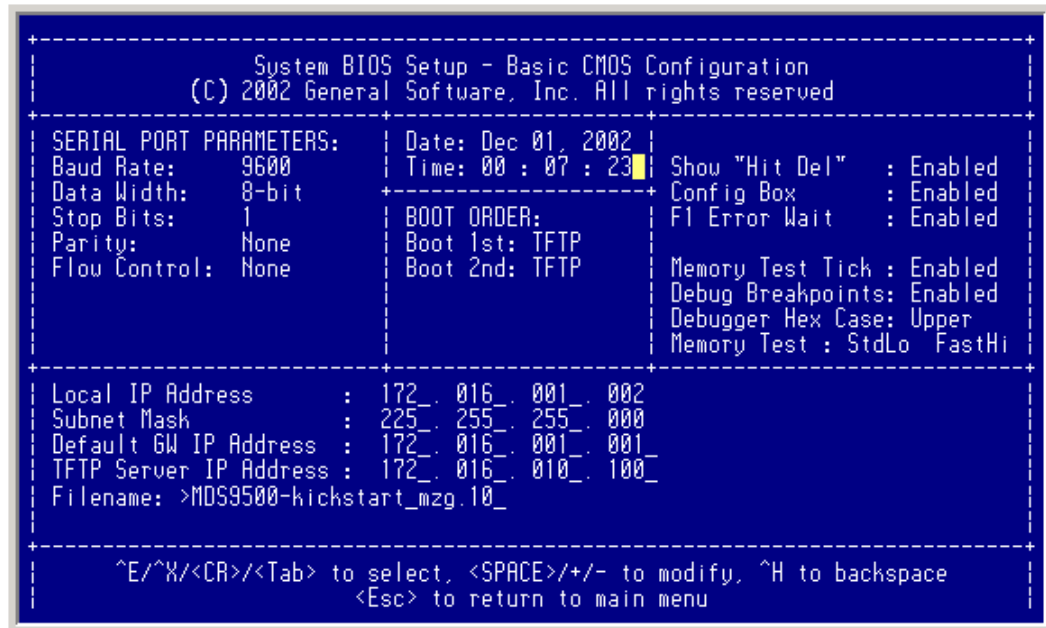 System BIOS Setup - Basic CMOS Configuration
(C) 2002 General Software, Inc. All rights reserved
SERIAL PORT PARAMETERS:
Baud Rate: 9600
Data Width: 8-bit
Stop Bits: 1
Parity: None
Flow Control: None
Date: Dec 01, 2002
Time: 00 : 07 : 23
BOOT ORDER:
Boot 1st: TFTP
Boot 2nd: TFTP
Show "Hit Del" : Enabled
Config Box : Enabled
F1 Error Wait : Enabled
Memory Test Tick : Enabled
Debug Breakpoints: Enabled
Debugger Hex Case: Upper
Memory Test : StdLo FastHi
Local IP Address : 172_. 016_. 001_. 002
Subnet Mask : 225_. 255_. 255_. 000
Default GW IP Address : 172_. 016_. 001_. 001_
TFTP Server IP Address : 172_. 016_. 010_. 100_
Filename: >MDS9500-kickstart_mzg.10_
^E/^X/<CR>/<Tab> to select, <SPACE>/+/- to modify, ^H to backspace
<Esc> to return to main menu